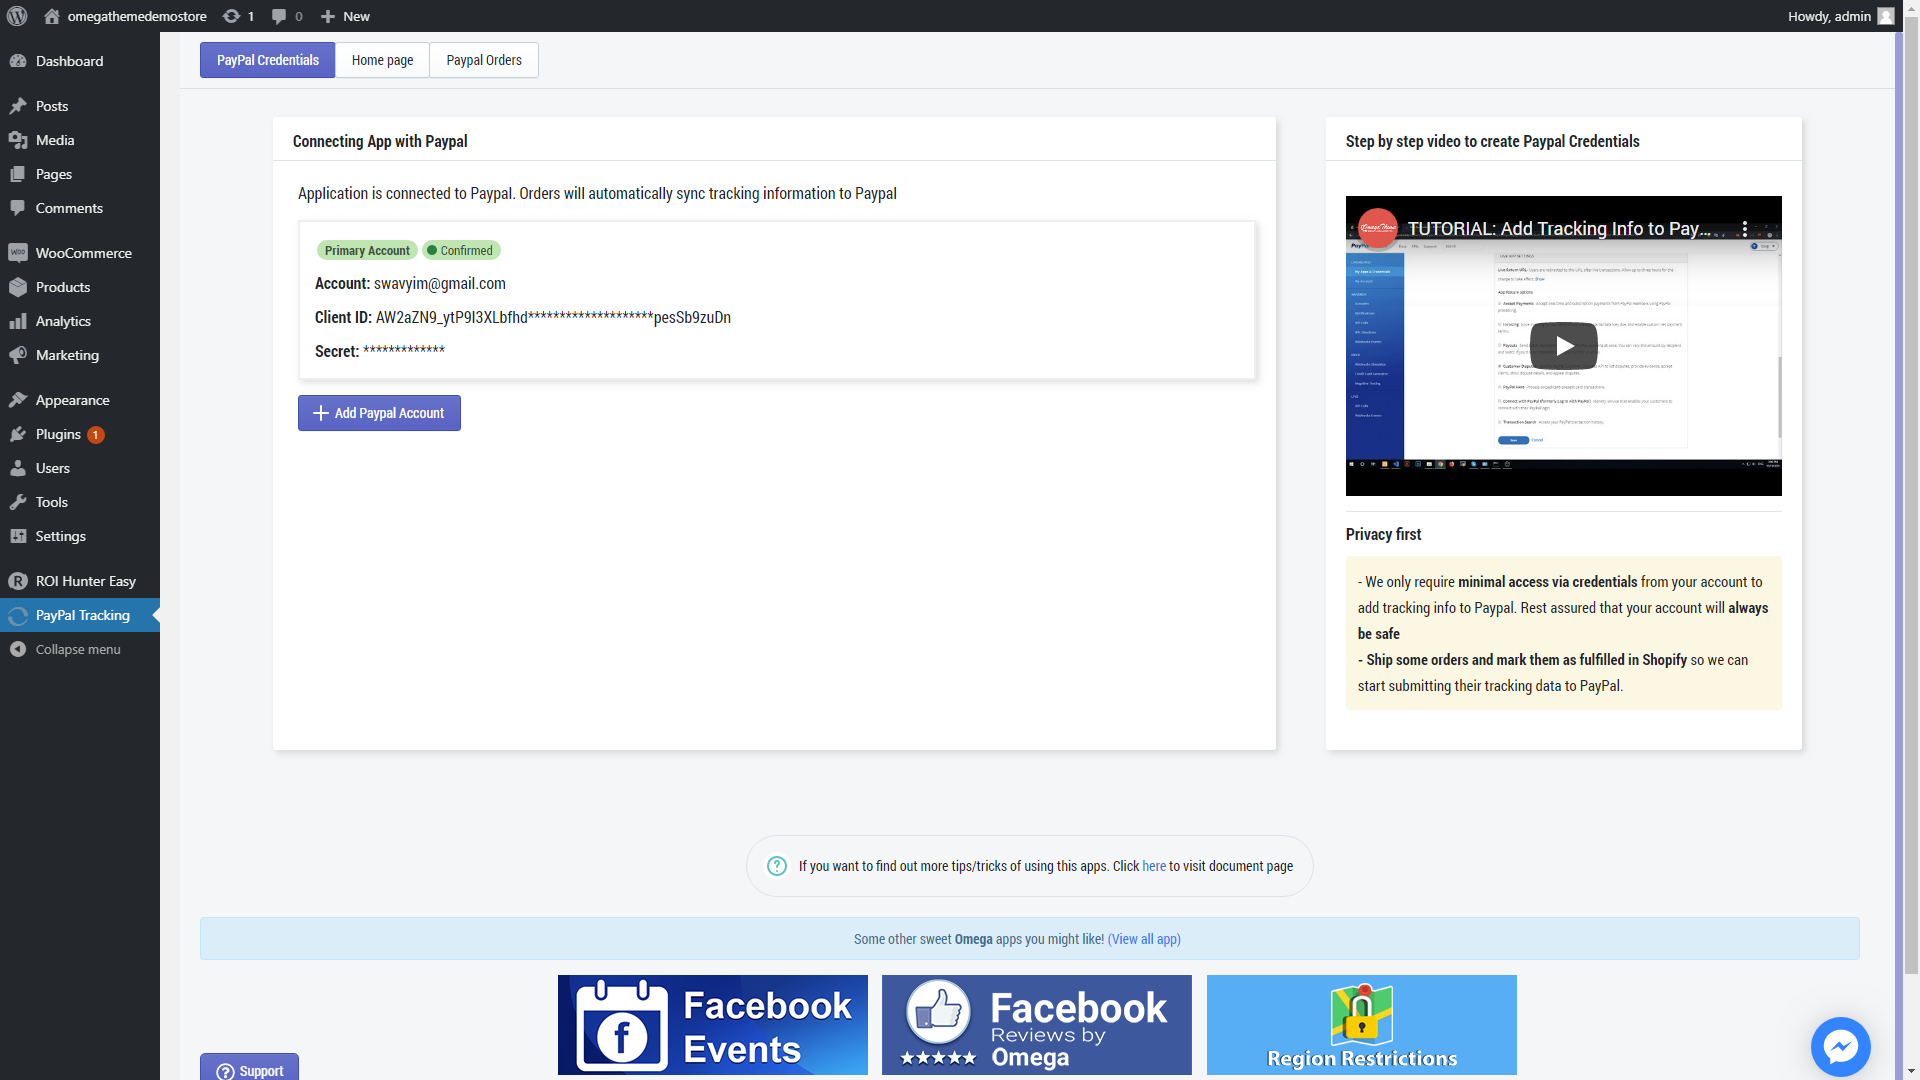 omegathemedemostore
1
0
New
Howdy, admin
Dashboard
Posts
Media
Pages
Comments
WooCommerce
Products
Analytics
Marketing
Appearance
Plugins 1
Users
Tools
Settings
ROI Hunter Easy
PayPal Tracking
Collapse menu
PayPal Credentials
Home page
Paypal Orders
Connecting App with Paypal
Application is connected to Paypal. Orders will automatically sync tracking information to Paypal
Primary Account
Confirmed
Account: swavyim@gmail.com
Client ID: AW2aZN9_ytP9I3XLbfhd********************pesSb9zuDn
Secret: *************
Add Paypal Account
Step by step video to create Paypal Credentials
TUTORIAL: Add Tracking Info to Pay...
Privacy first
- We only require minimal access via credentials from your account to
add tracking info to Paypal. Rest assured that your account will always
be safe
- Ship some orders and mark them as fulfilled in Shopify so we can
start submitting their tracking data to PayPal.
If you want to find out more tips/tricks of using this apps. Click here to visit document page
Some other sweet Omega apps you might like! (View all app)
Facebook
Events
Facebook
Reviews by
Omega
Region Restrictions
Support